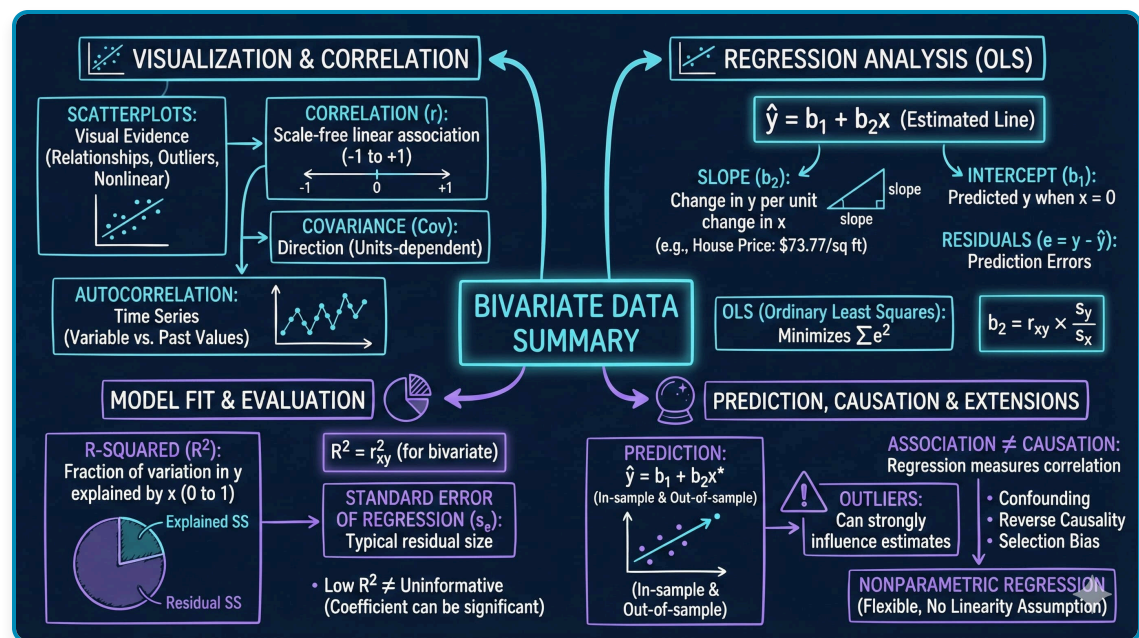 VISUALIZATION & CORRELATION
SCATTERPLOTS:
Visual Evidence
(Relationships, Outliers,
Nonlinear)
CORRELATION (r):
Scale-free linear association
(-1 to +1)
-1 0 +1
COVARIANCE (Cov):
Direction (Units-dependent)
AUTOCORRELATION:
Time Series
(Variable vs. Past Values)
REGRESSION ANALYSIS (OLS)
ŷ = b₁ + b₂x (Estimated Line)
SLOPE (b₂):
Change in y per unit
change in x
(e.g., House Price: $73.77/sq ft)
slope
slope
INTERCEPT (b₁):
Predicted y when x = 0
RESIDUALS (e = y - ŷ):
Prediction Errors
OLS (Ordinary Least Squares):
Minimizes ∑e²
b₂ = rxy × sy/sx
BIVARIATE DATA
SUMMARY
MODEL FIT & EVALUATION
R-SQUARED (R²):
Fraction of variation in y
explained by x (0 to 1)
Explained SS
Residual SS
R² = r²xy (for bivariate)
STANDARD ERROR
OF REGRESSION (sₑ):
Typical residual size
• Low R² ≠ Uninformative
(Coefficient can be significant)
PREDICTION, CAUSATION & EXTENSIONS
PREDICTION:
ŷ = b₁ + b₂x*
(In-sample & Out-of-sample)
(In-sample &
Out-of-sample)
!
OUTLIERS:
Can strongly
influence estimates
ASSOCIATION ≠ CAUSATION:
Regression measures correlation
• Confounding
• Reverse Causality
• Selection Bias
NONPARAMETRIC REGRESSION
(Flexible, No Linearity Assumption)